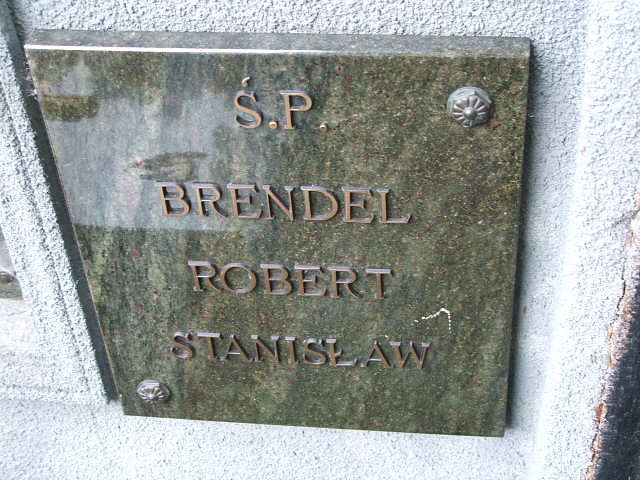 Ś.P.
BRENDEL
ROBERT
STANISŁAW